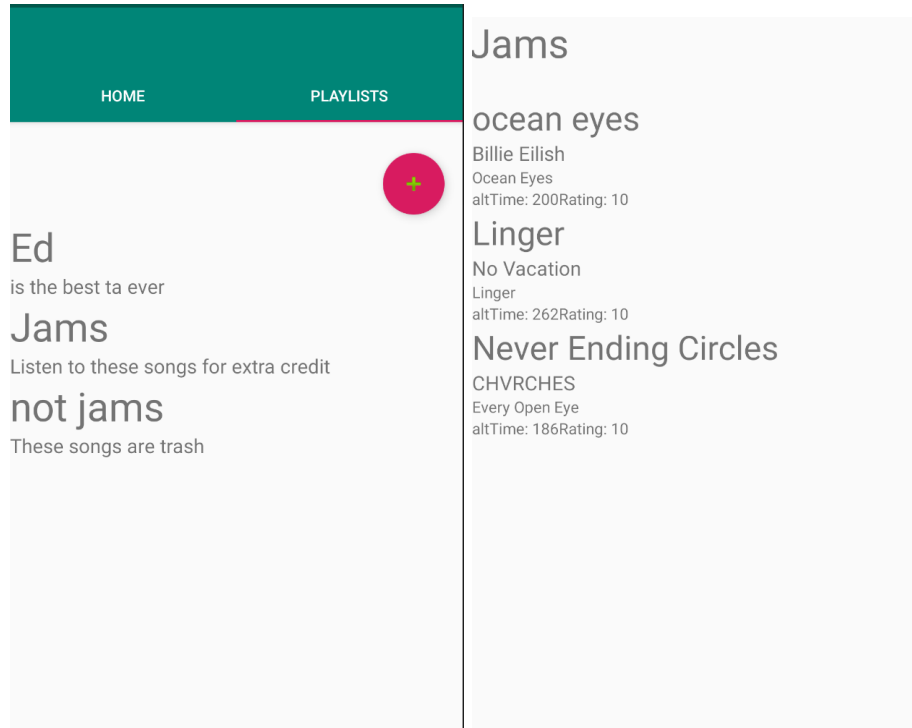 HOME
PLAYLISTS
+
Ed
is the best ta ever
Jams
Listen to these songs for extra credit
not jams
These songs are trash
Jams
ocean eyes
Billie Eilish
Ocean Eyes
altTime: 200Rating: 10
Linger
No Vacation
Linger
altTime: 262Rating: 10
Never Ending Circles
CHVRCHES
Every Open Eye
altTime: 186Rating: 10